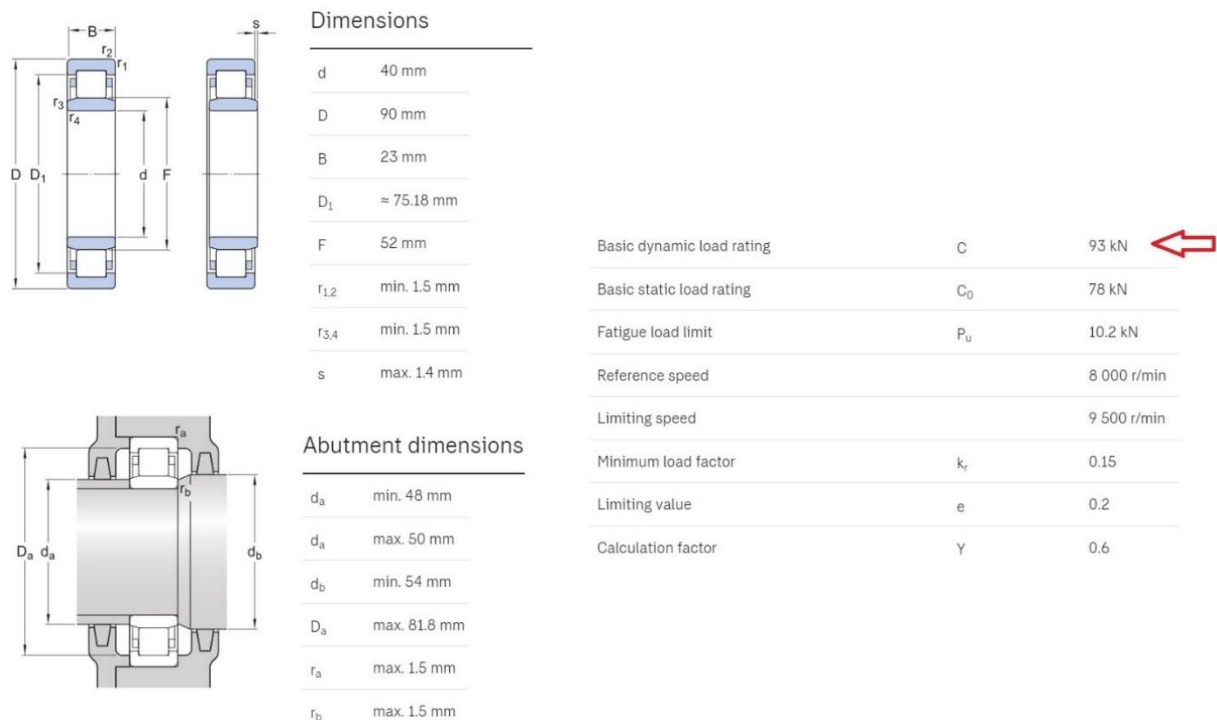 B
s
r2
r1
r3
r4
D
D1
d
F
Dimensions
d 40 mm
D 90 mm
B 23 mm
D1 ≈ 75.18 mm
F 52 mm
r1,2 min. 1.5 mm
r3,4 min. 1.5 mm
s max. 1.4 mm
ra
rb
Da
da
db
Abutment dimensions
da min. 48 mm
da max. 50 mm
db min. 54 mm
Da max. 81.8 mm
ra max. 1.5 mm
rb max. 1.5 mm
Basic dynamic load rating C 93 kN
Basic static load rating C0 78 kN
Fatigue load limit Pu 10.2 kN
Reference speed 8 000 r/min
Limiting speed 9 500 r/min
Minimum load factor kr 0.15
Limiting value e 0.2
Calculation factor Y 0.6